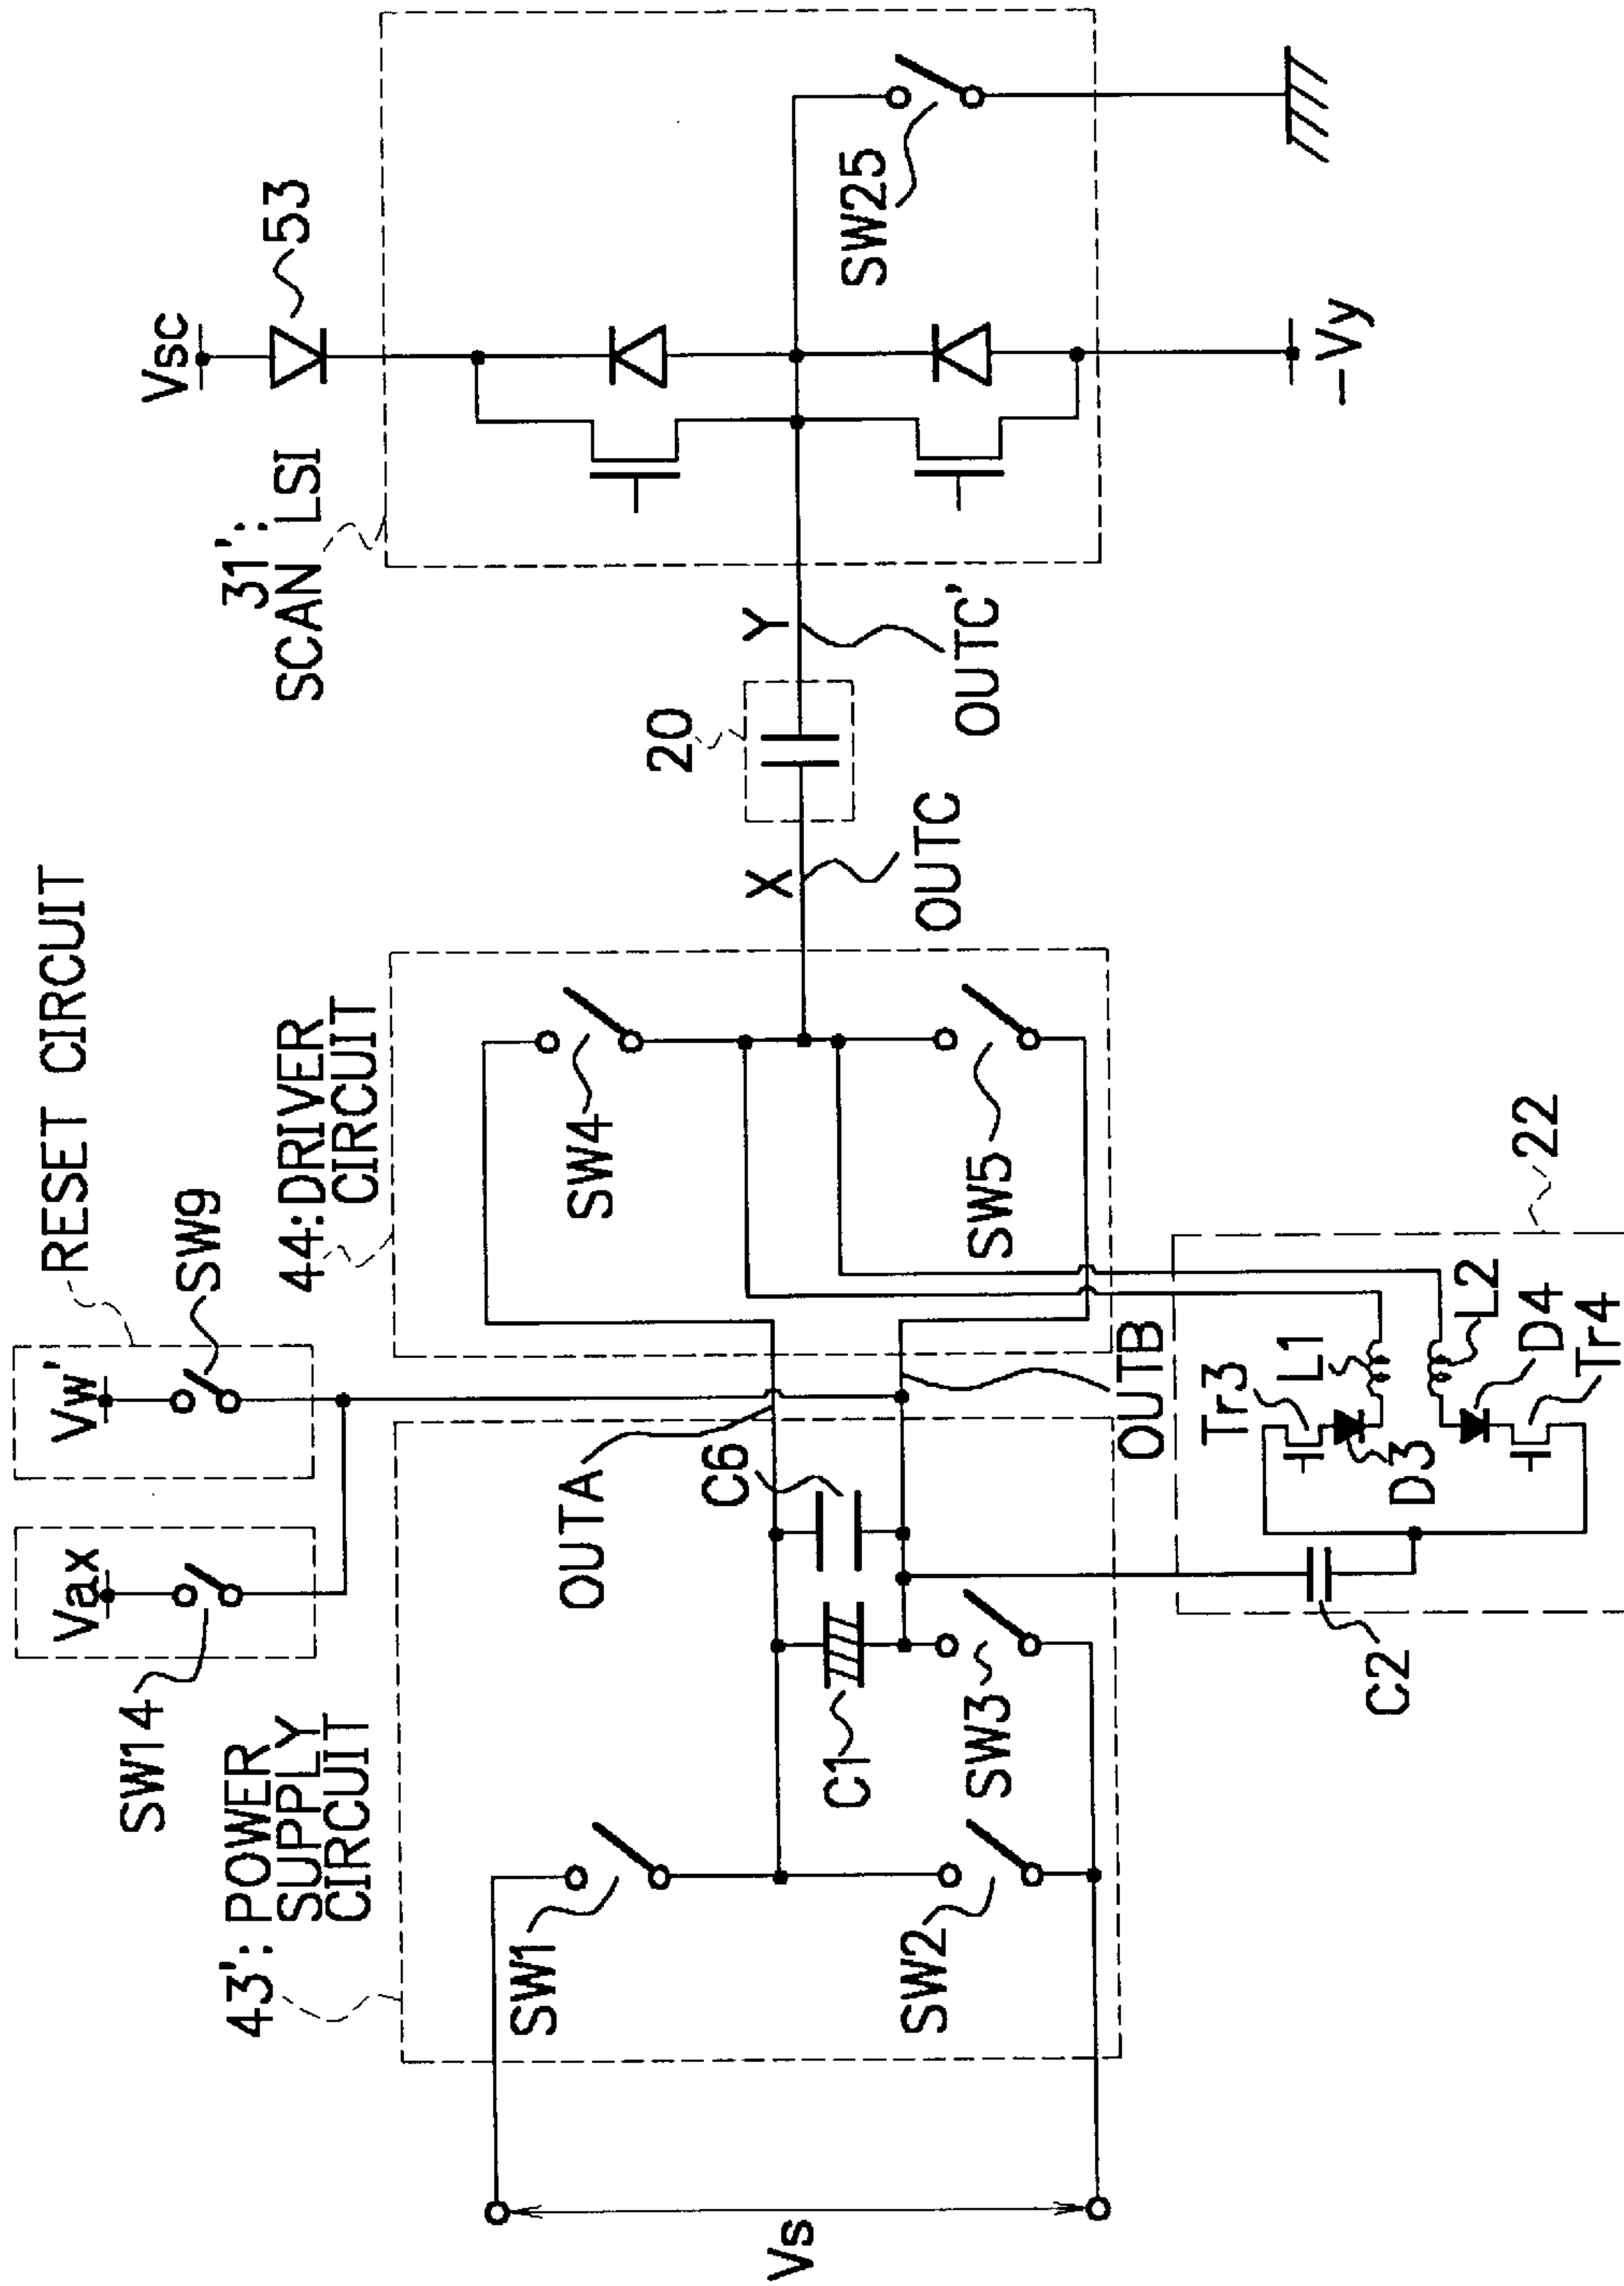 RESET CIRCUIT
Vax
Vw'
SW9
SW14
43': POWER
SUPPLY
CIRCUIT
44: DRIVER
CIRCUIT
31':
SCAN LSI
Vsc
53
SW1
OUTA
C6
SW4
20
SW25
Vs
C1
X
Y
SW2
SW3
OUTB
SW5
OUTC
OUTC'
-Vy
C2
Tr3
L1
D3
L2
D4
Tr4
22